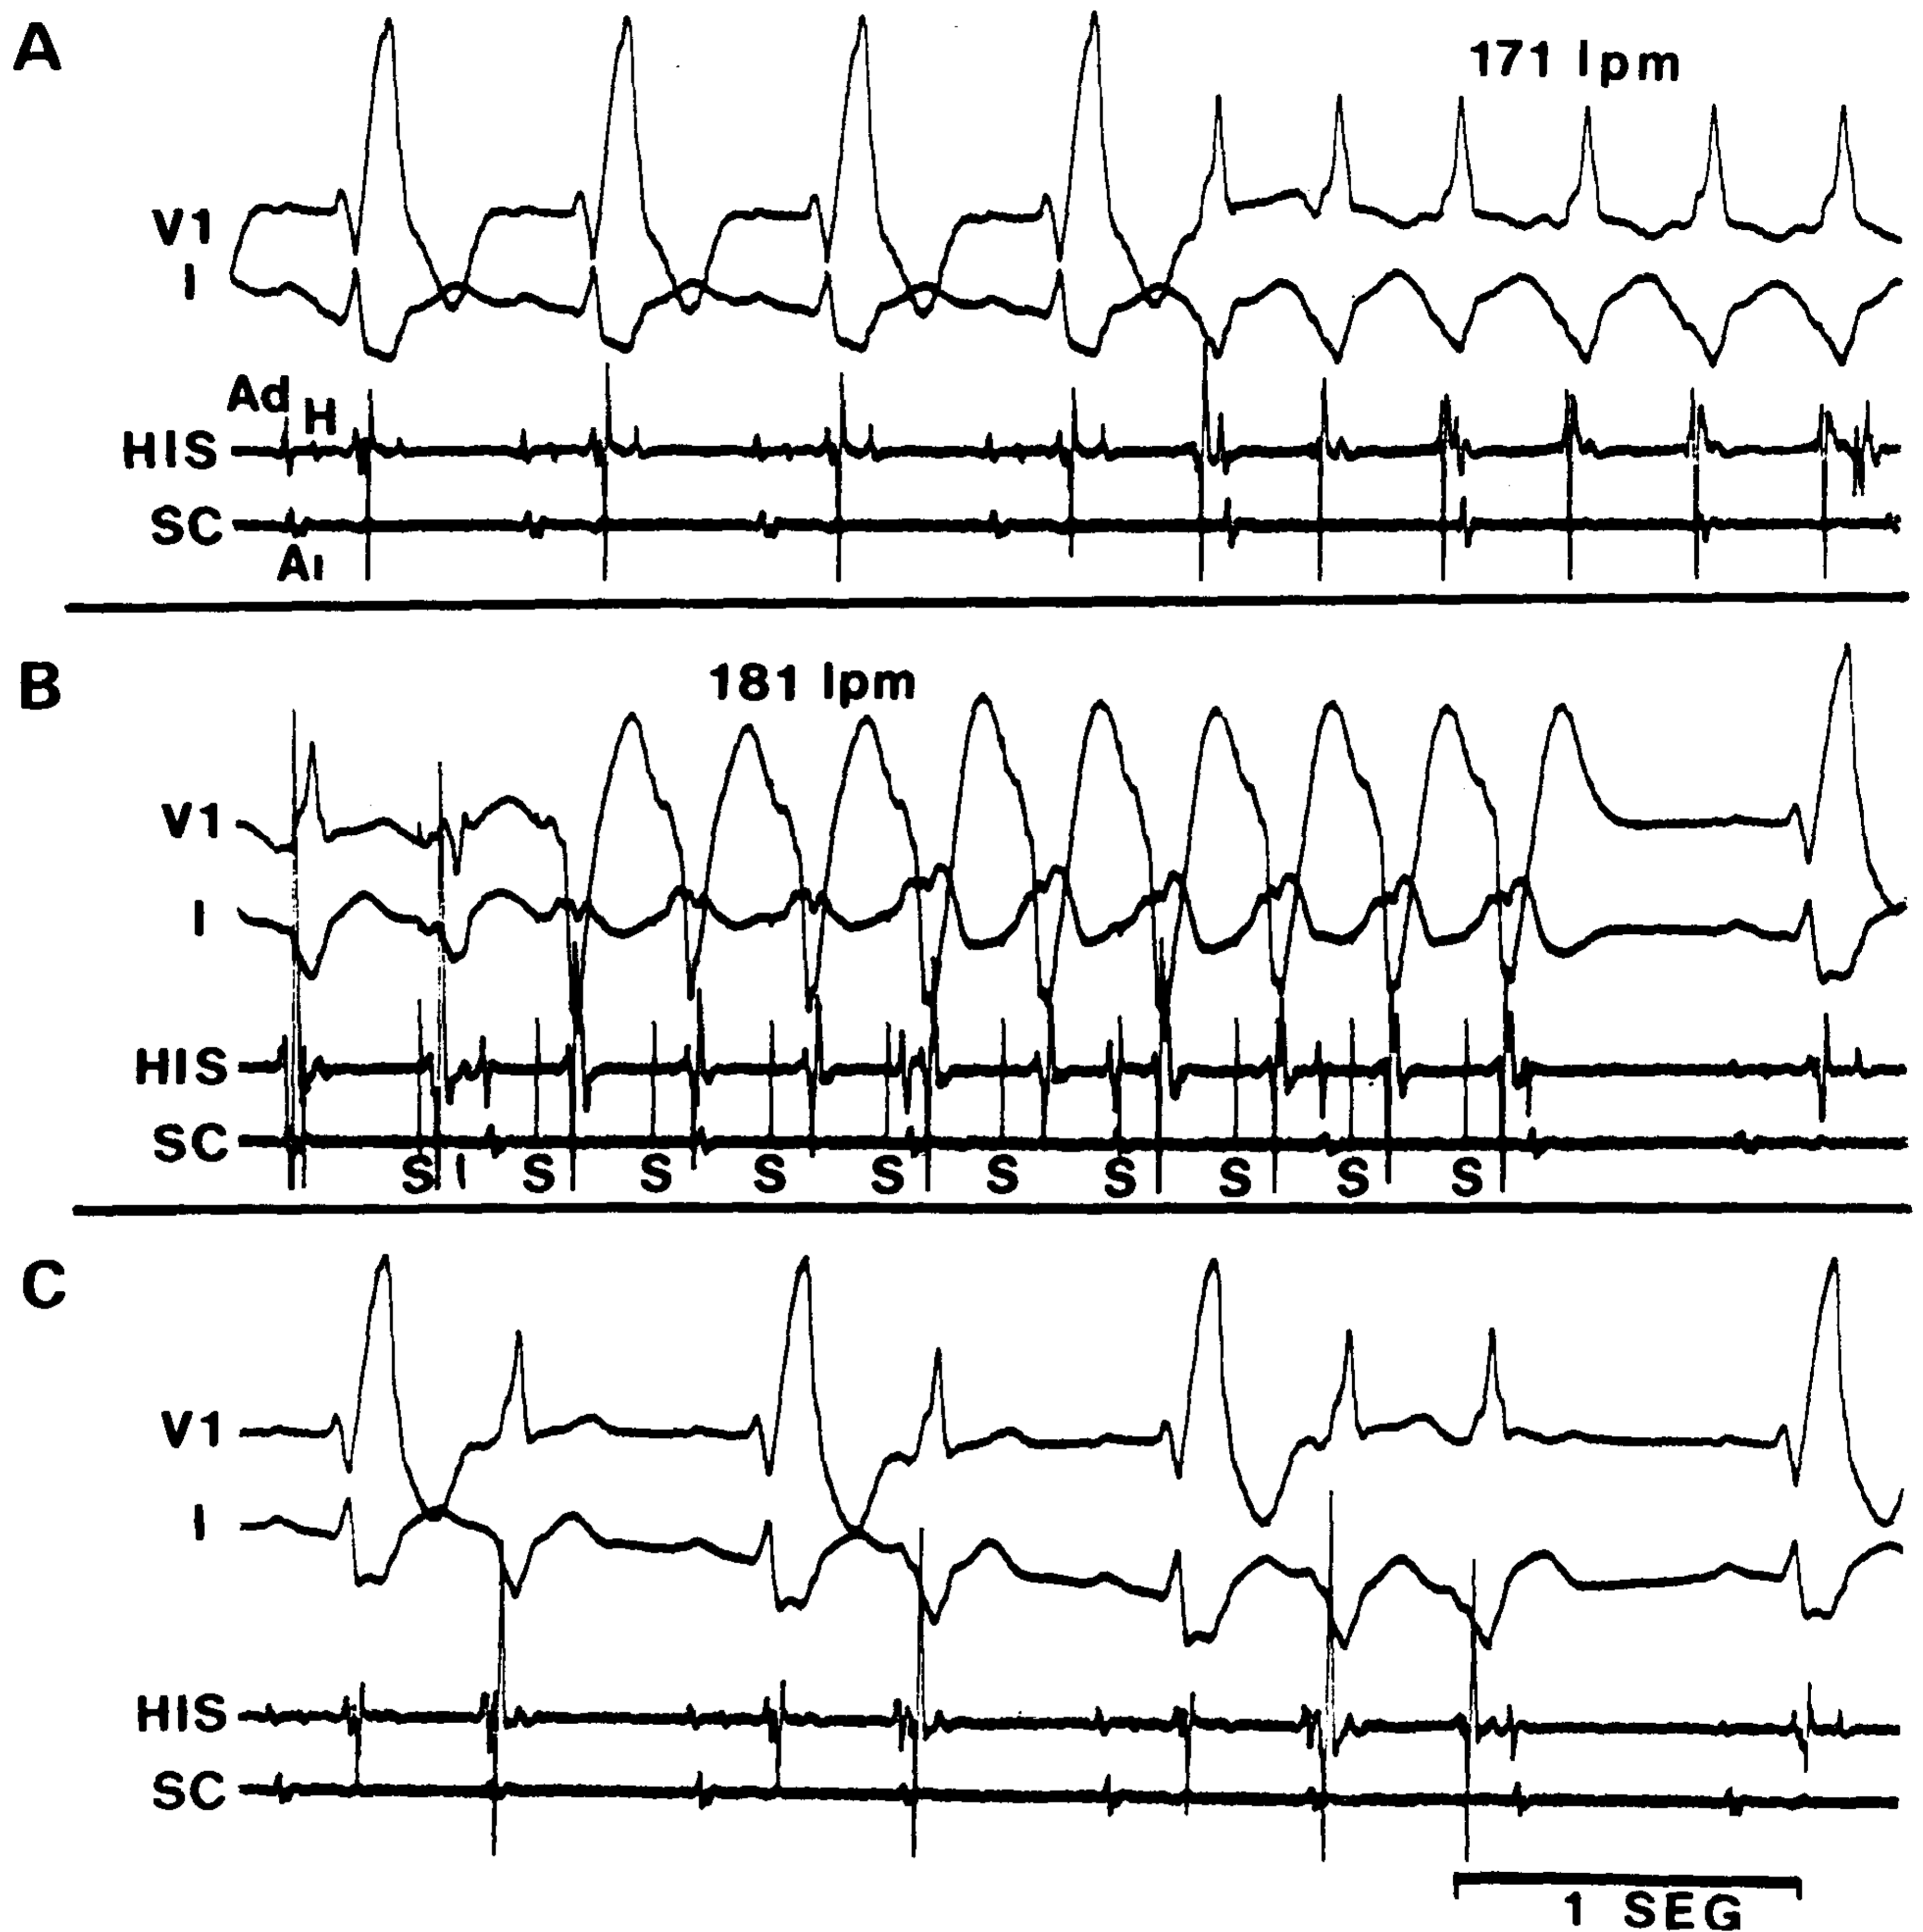 A
171 lpm
V1
I
Ad
H
HIS
SC
AI
B
181 lpm
V1
I
HIS
SC
S I S S S S S S S S S
C
V1
I
HIS
SC
1 SEG